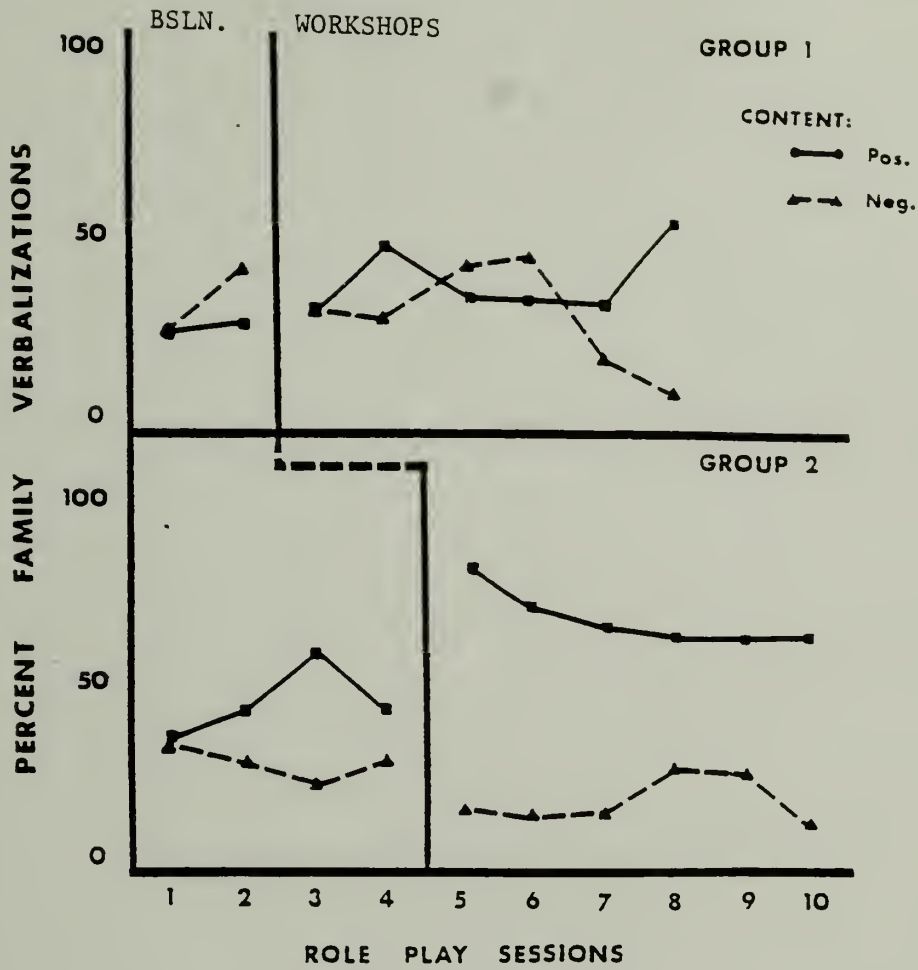 BSLN.
WORKSHOPS
100
GROUP 1
CONTENT:
Pos.
Neg.
50
0
PERCENT FAMILY VERBALIZATIONS
GROUP 2
100
50
0
1 2 3 4 5 6 7 8 9 10
ROLE PLAY SESSIONS